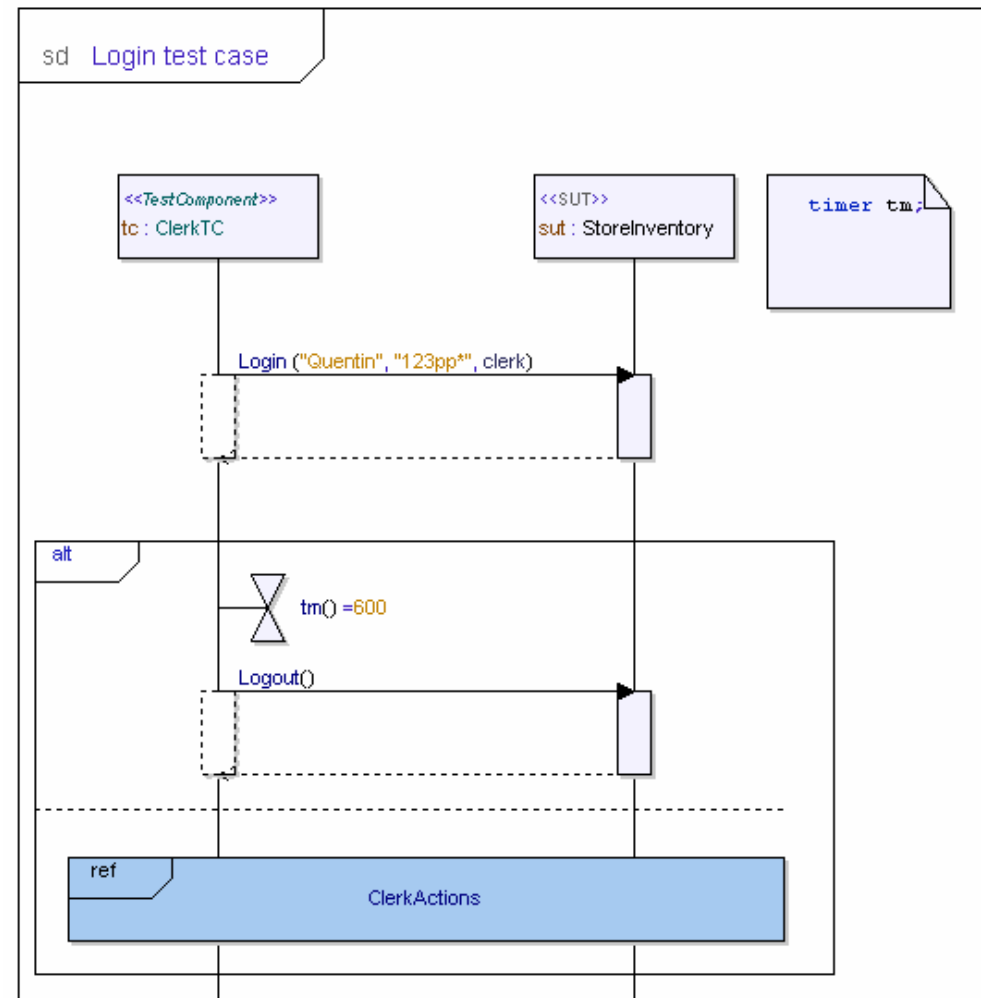 sd Login test case
<<TestComponent>>
tc : ClerkTC
<<SUT>>
sut : StoreInventory
timer tm;
Login ("Quentin", "123pp*", clerk)
alt
tm() =600
Logout()
ref
ClerkActions